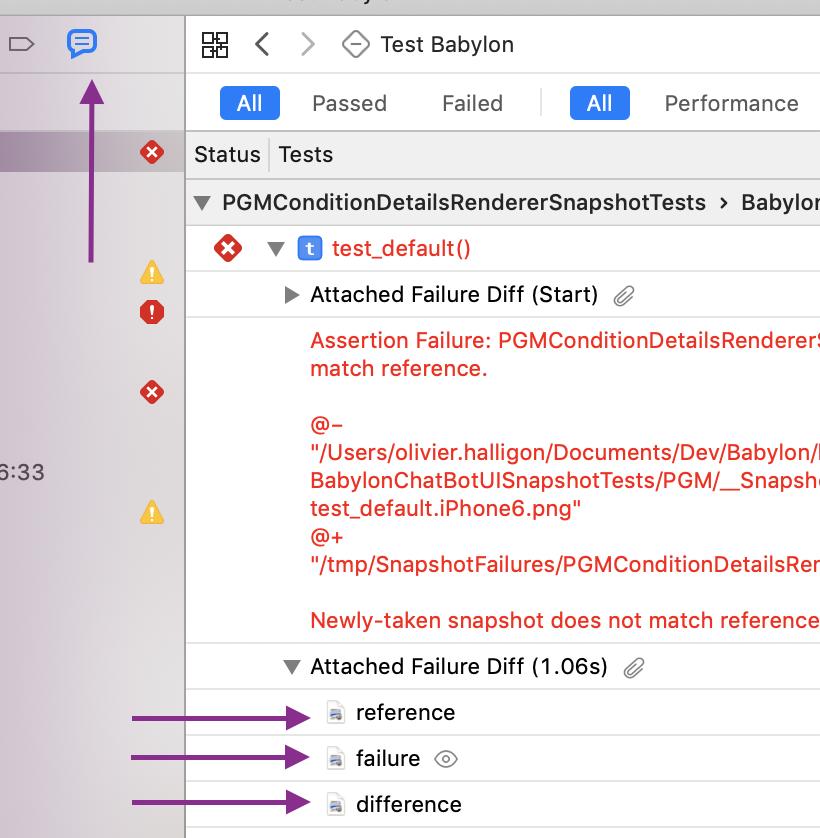 Test Babylon
All Passed Failed All Performance
Status Tests
PGMConditionDetailsRendererSnapshotTests › Babylon
t test_default()
Attached Failure Diff (Start)
Assertion Failure: PGMConditionDetailsRendererS
match reference.
@−
"/Users/olivier.halligon/Documents/Dev/Babylon/
6:33
BabylonChatBotUISnapshotTests/PGM/__Snapsh
test_default.iPhone6.png"
@+
"/tmp/SnapshotFailures/PGMConditionDetailsRen
Newly-taken snapshot does not match reference
Attached Failure Diff (1.06s)
reference
failure
difference